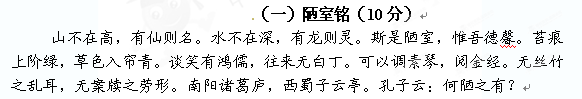 （一）陋室铭（10 分）
山不在高，有仙则名。水不在深，有龙则灵。斯是陋室，惟吾德馨。苔痕
上阶绿，草色入帘青。谈笑有鸿儒，往来无白丁。可以调素琴，阅金经。无丝竹
之乱耳，无案牍之劳形。南阳诸葛庐，西蜀子云亭。孔子云：何陋之有？